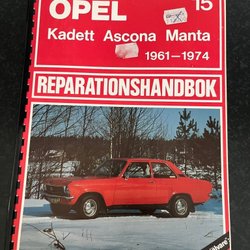 OPEL
15
Kadett Ascona Manta
1961—1974
REPARATIONSHANDBOK